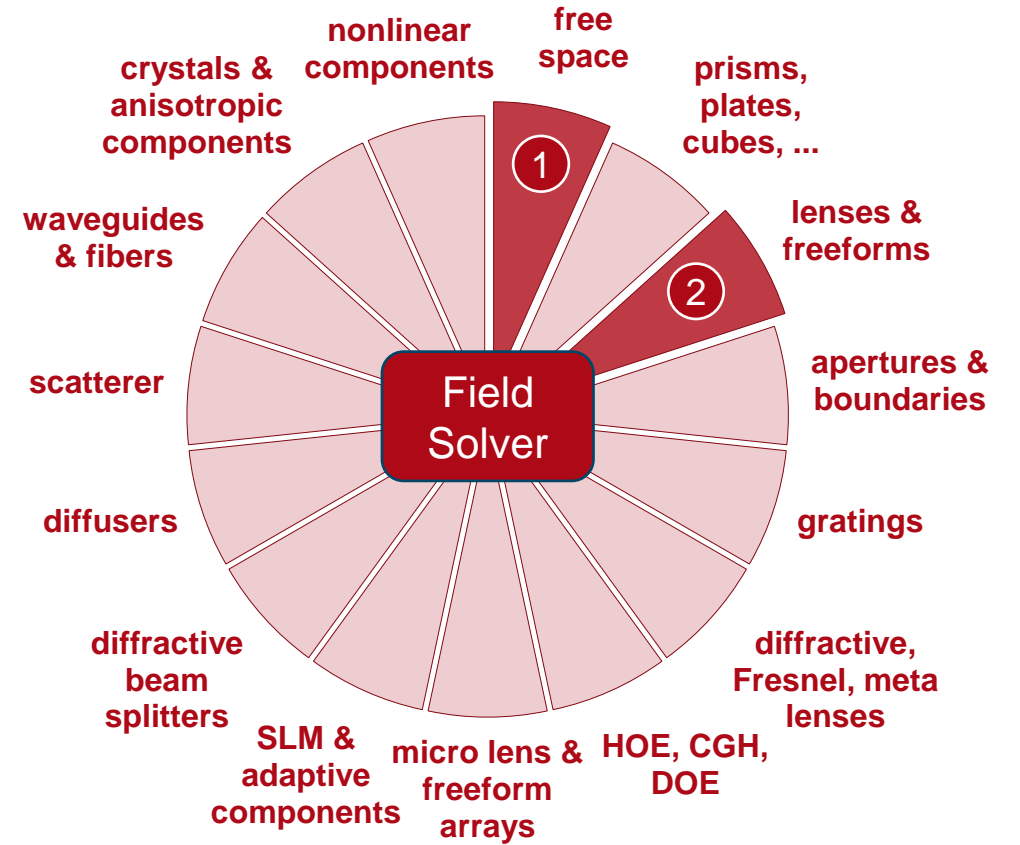 free
space
1
prisms,
plates,
cubes, ...
lenses &
freeforms
2
apertures &
boundaries
gratings
diffractive,
Fresnel, meta
lenses
HOE, CGH,
DOE
micro lens &
freeform
arrays
SLM &
adaptive
components
diffractive
beam
splitters
diffusers
scatterer
waveguides
& fibers
crystals &
anisotropic
components
nonlinear
components
Field
Solver